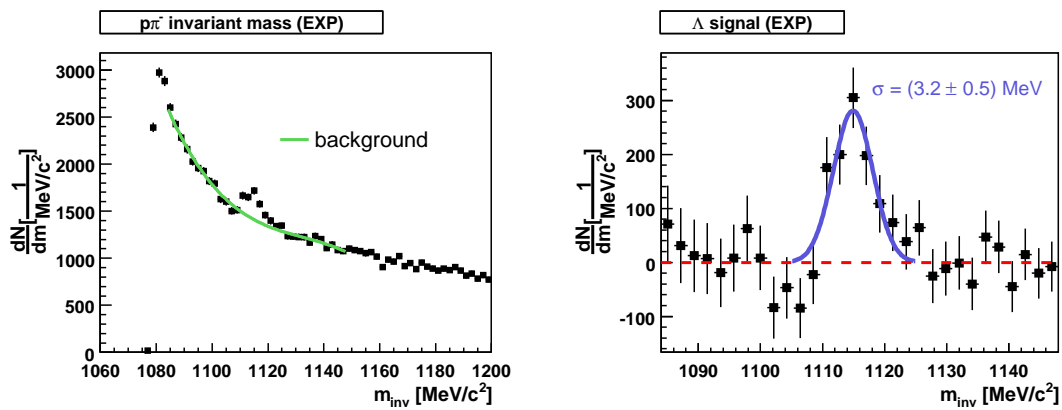 pπ⁻ invariant mass (EXP)
dN/dm [1/MeV/c²]
3000
2500
2000
1500
1000
500
0
background
1060 1080 1100 1120 1140 1160 1180 1200
m_inv [MeV/c²]
Λ signal (EXP)
dN/dm [1/MeV/c²]
300
200
100
0
-100
σ = (3.2 ± 0.5) MeV
1090 1100 1110 1120 1130 1140
m_inv [MeV/c²]